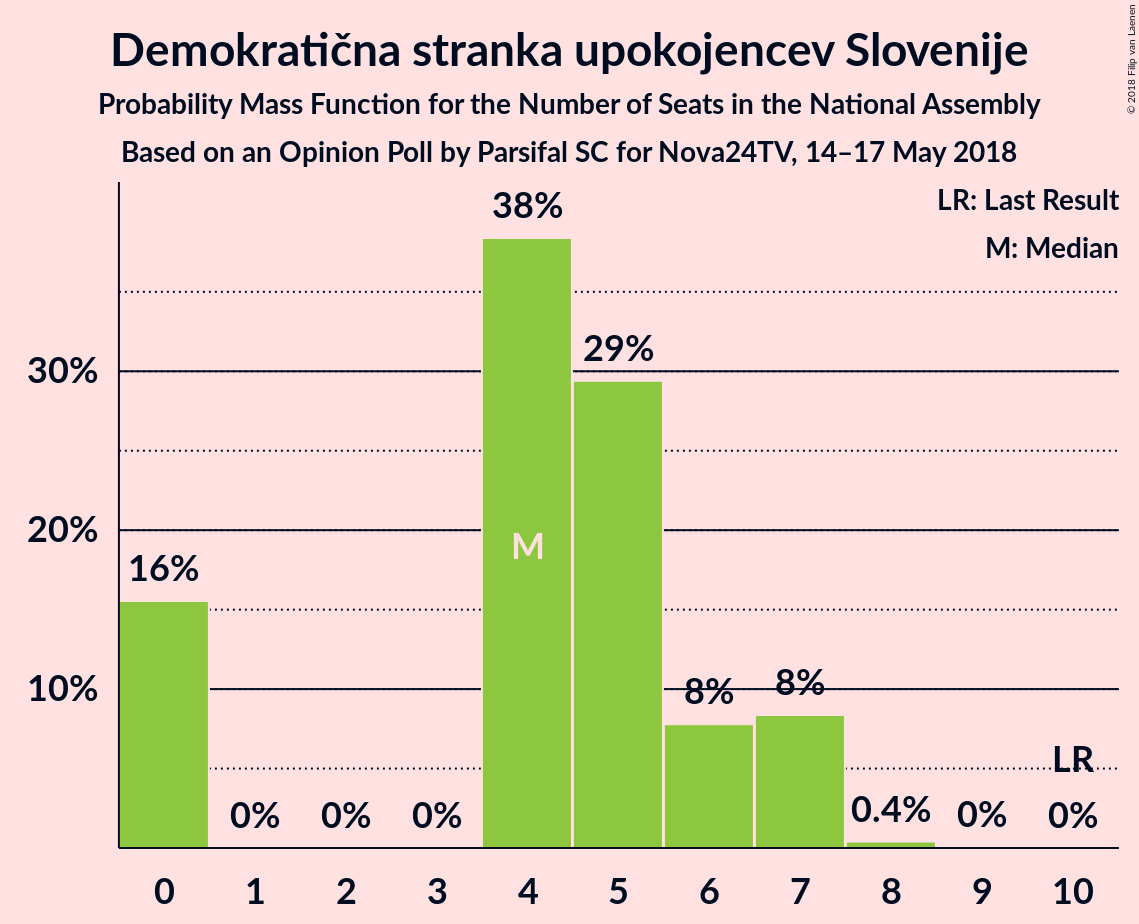 Demokratična stranka upokojencev Slovenije
Probability Mass Function for the Number of Seats in the National Assembly
Based on an Opinion Poll by Parsifal SC for Nova24TV, 14–17 May 2018
© 2018 Filip van Laenen
LR: Last Result
M: Median
38%
29%
30%
20%
M
16%
10%
8%
8%
LR
0%
0%
0%
0.4%
0%
0%
0 1 2 3 4 5 6 7 8 9 10